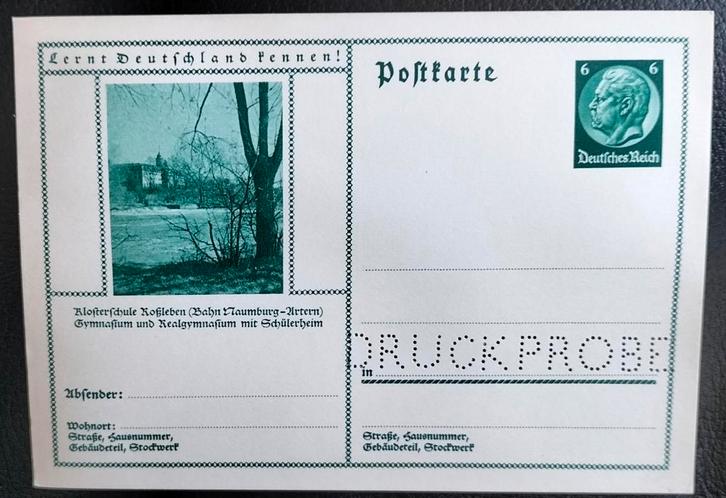 Lernt Deutschland kennen!
Postkarte
6 6
Deutsches Reich
Klosterschule Roßleben (Bahn Naumburg-Artern)
Gymnasium und Realgymnasium mit Schülerheim
DRUCKPROBE
in
Absender:
Wohnort:
Straße, Hausnummer,
Gebäudeteil, Stockwerk
Straße, Hausnummer,
Gebäudeteil, Stockwerk